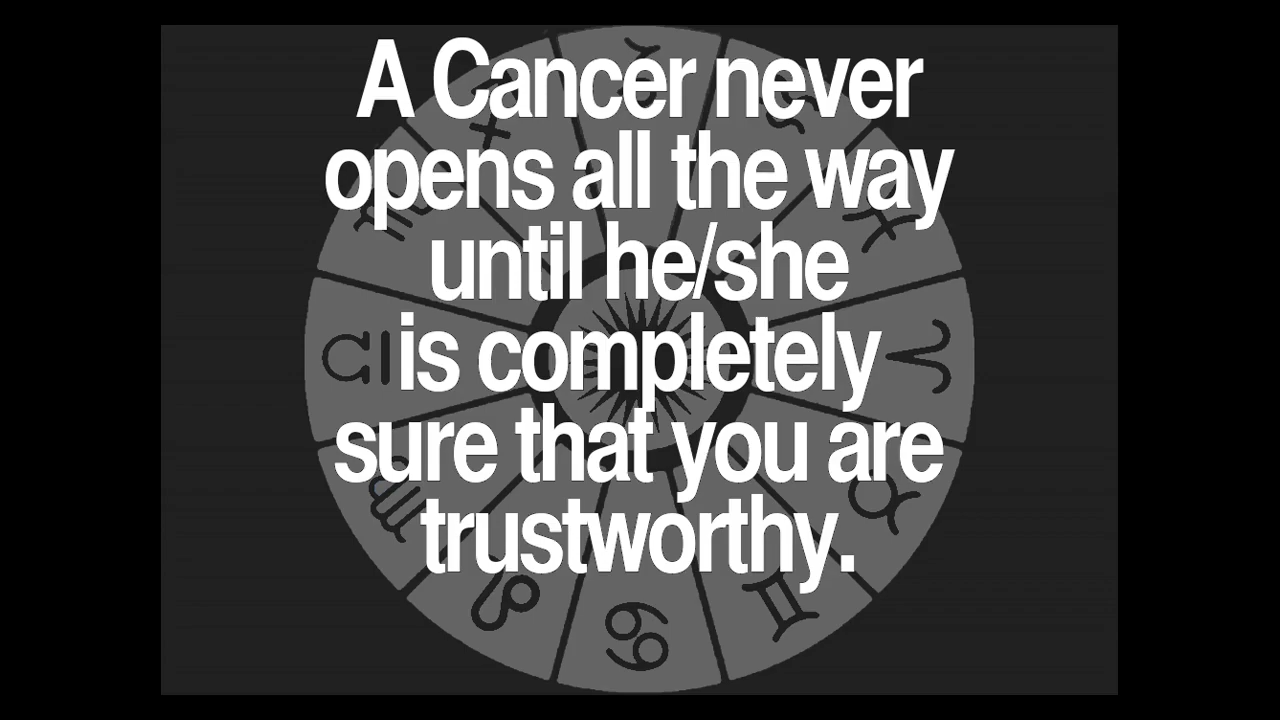 A Cancer never
opens all the way
until he/she
is completely
sure that you are
trustworthy.